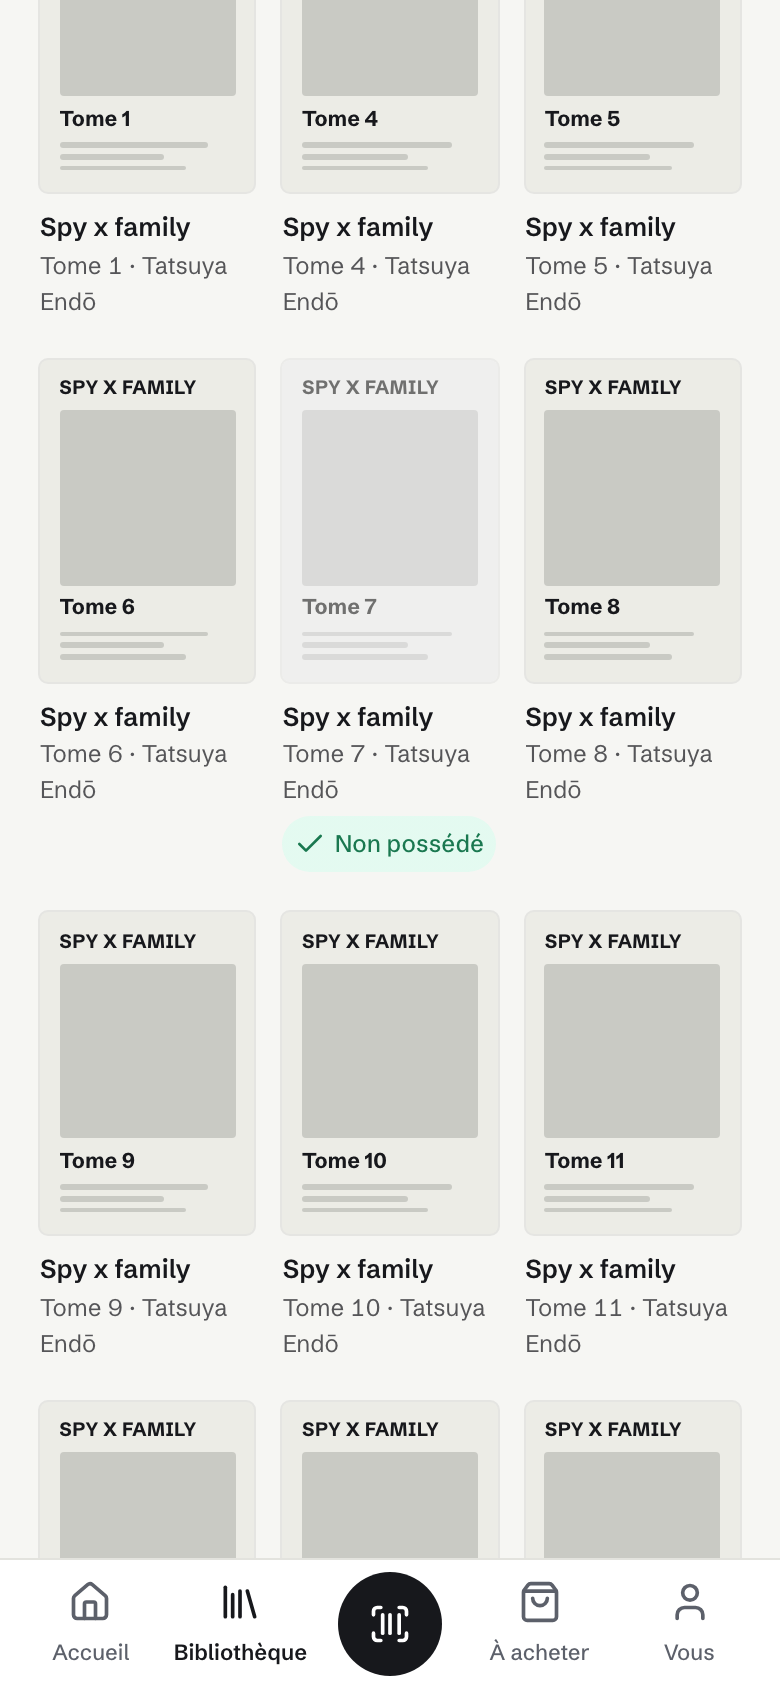 Tome 1
Tome 4
Tome 5
Spy x family
Spy x family
Spy x family
Tome 1 · Tatsuya
Endō
Tome 4 · Tatsuya
Endō
Tome 5 · Tatsuya
Endō
SPY X FAMILY
SPY X FAMILY
SPY X FAMILY
Tome 6
Tome 7
Tome 8
Spy x family
Spy x family
Spy x family
Tome 6 · Tatsuya
Endō
Tome 7 · Tatsuya
Endō
Tome 8 · Tatsuya
Endō
Non possédé
SPY X FAMILY
SPY X FAMILY
SPY X FAMILY
Tome 9
Tome 10
Tome 11
Spy x family
Spy x family
Spy x family
Tome 9 · Tatsuya
Endō
Tome 10 · Tatsuya
Endō
Tome 11 · Tatsuya
Endō
SPY X FAMILY
SPY X FAMILY
SPY X FAMILY
Accueil
Bibliothèque
À acheter
Vous